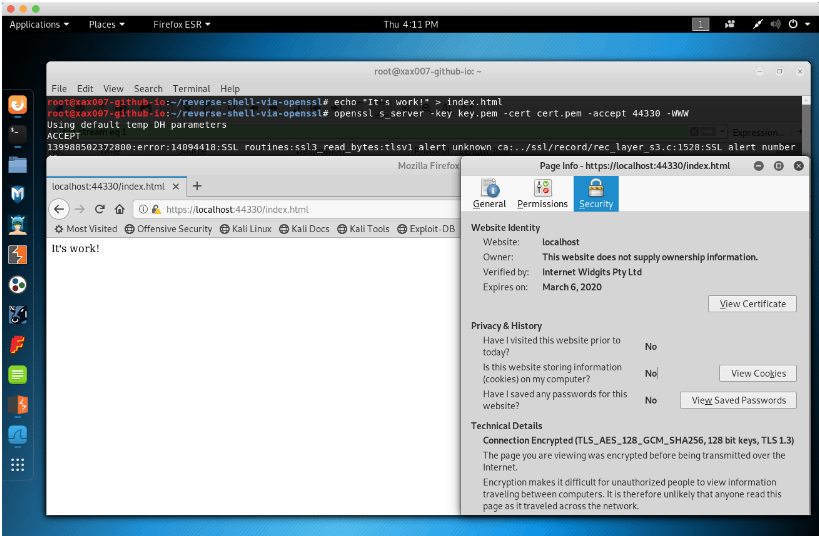 Applications Places Firefox ESR Thu 4:11 PM 1
root@xax007-github-io: ~
File Edit View Search Terminal Help
root@xax007-github-io:~/reverse-shell-via-openssl# echo "It's work!" > index.html
root@xax007-github-io:~/reverse-shell-via-openssl# openssl s_server -key key.pem -cert cert.pem -accept 44330 -WWW
Using default temp DH parameters
ACCEPT
Expression...
139988502372800:error:14094418:SSL routines:ssl3_read_bytes:tlsv1 alert unknown ca:../ssl/record/rec_layer_s3.c:1528:SSL alert number
Mozilla Firefox
localhost:44330/index.html
https://localhost:44330/index.html
Most Visited Offensive Security Kali Linux Kali Docs Kali Tools Exploit-DB
It's work!
Page Info - https://localhost:44330/index.html
General Permissions Security
Website Identity
Website: localhost
Owner: This website does not supply ownership information.
Verified by: Internet Widgits Pty Ltd
Expires on: March 6, 2020
View Certificate
Privacy & History
Have I visited this website prior to
today?
No
Is this website storing information
(cookies) on my computer?
No
View Cookies
Have I saved any passwords for this
website?
No
View Saved Passwords
Technical Details
Connection Encrypted (TLS_AES_128_GCM_SHA256, 128 bit keys, TLS 1.3)
The page you are viewing was encrypted before being transmitted over the
Internet.
Encryption makes it difficult for unauthorized people to view information
traveling between computers. It is therefore unlikely that anyone read this
page as it traveled across the network.